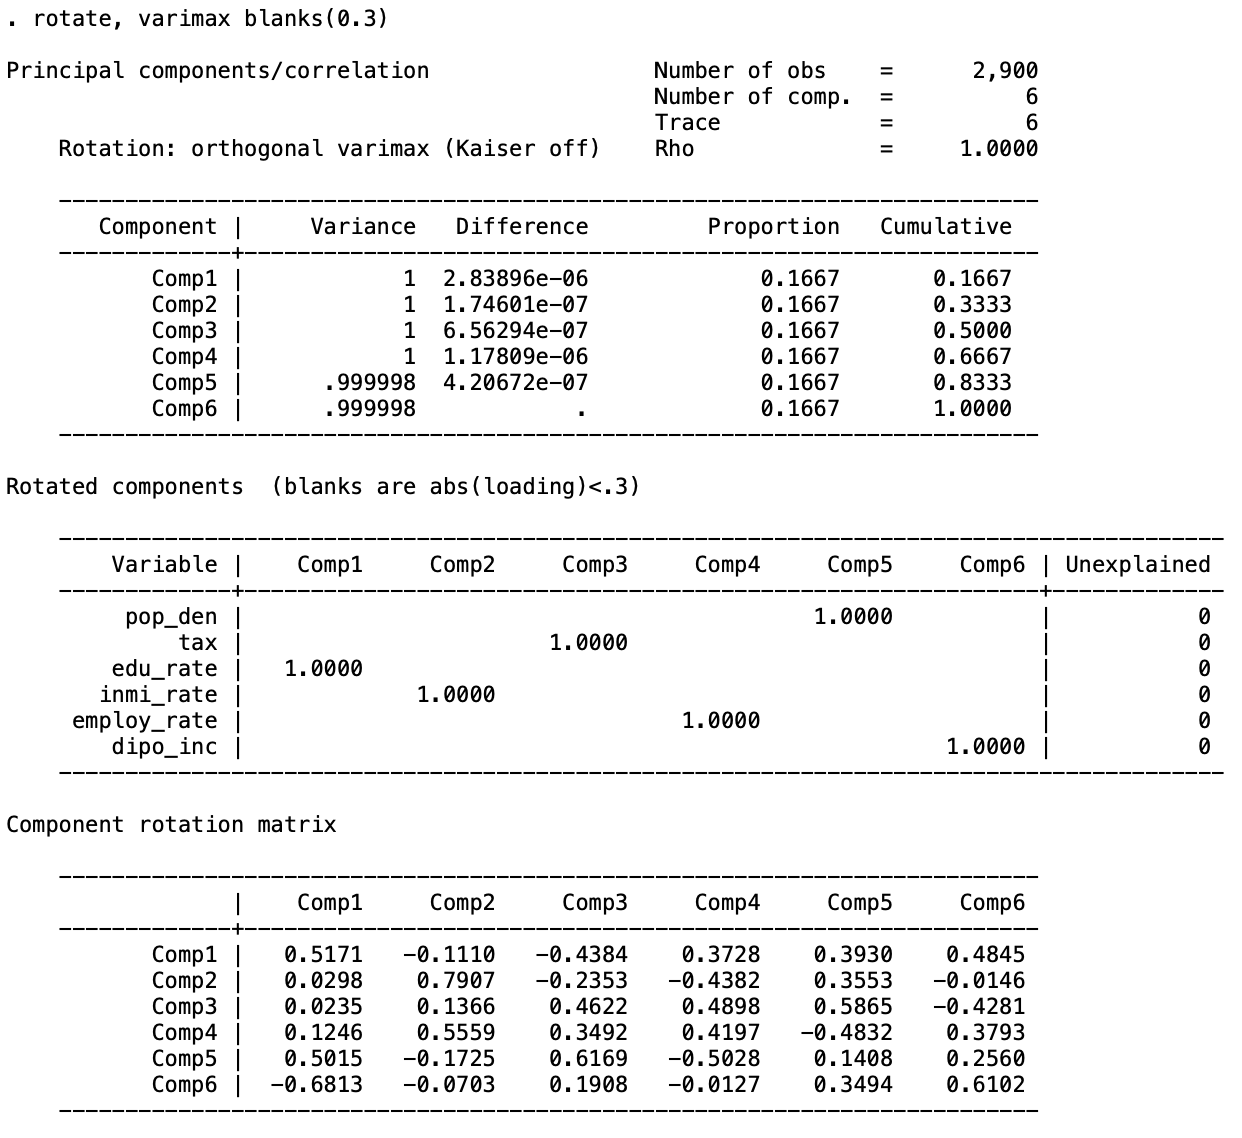 . rotate, varimax blanks(0.3)
Principal components/correlation                 Number of obs    =      2,900
                                                 Number of comp.  =          6
                                                 Trace            =          6
    Rotation: orthogonal varimax (Kaiser off)    Rho              =     1.0000
    --------------------------------------------------------------------------
       Component |     Variance   Difference         Proportion   Cumulative
    -------------+------------------------------------------------------------
           Comp1 |            1  2.83896e-06             0.1667       0.1667
           Comp2 |            1  1.74601e-07             0.1667       0.3333
           Comp3 |            1  6.56294e-07             0.1667       0.5000
           Comp4 |            1  1.17809e-06             0.1667       0.6667
           Comp5 |      .999998  4.20672e-07             0.1667       0.8333
           Comp6 |      .999998            .             0.1667       1.0000
    --------------------------------------------------------------------------
Rotated components  (blanks are abs(loading)<.3)
    ----------------------------------------------------------------------------------------
        Variable |    Comp1     Comp2     Comp3     Comp4     Comp5     Comp6 | Unexplained
    -------------+------------------------------------------------------------+-------------
         pop_den |                                           1.0000           |           0
             tax |                       1.0000                               |           0
        edu_rate |   1.0000                                                   |           0
       inmi_rate |             1.0000                                         |           0
     employ_rate |                                 1.0000                     |           0
        dipo_inc |                                                     1.0000 |           0
    ----------------------------------------------------------------------------------------
Component rotation matrix
    --------------------------------------------------------------------------
                 |    Comp1     Comp2     Comp3     Comp4     Comp5     Comp6
    -------------+------------------------------------------------------------
           Comp1 |   0.5171   -0.1110   -0.4384    0.3728    0.3930    0.4845
           Comp2 |   0.0298    0.7907   -0.2353   -0.4382    0.3553   -0.0146
           Comp3 |   0.0235    0.1366    0.4622    0.4898    0.5865   -0.4281
           Comp4 |   0.1246    0.5559    0.3492    0.4197   -0.4832    0.3793
           Comp5 |   0.5015   -0.1725    0.6169   -0.5028    0.1408    0.2560
           Comp6 |  -0.6813   -0.0703    0.1908   -0.0127    0.3494    0.6102
    --------------------------------------------------------------------------